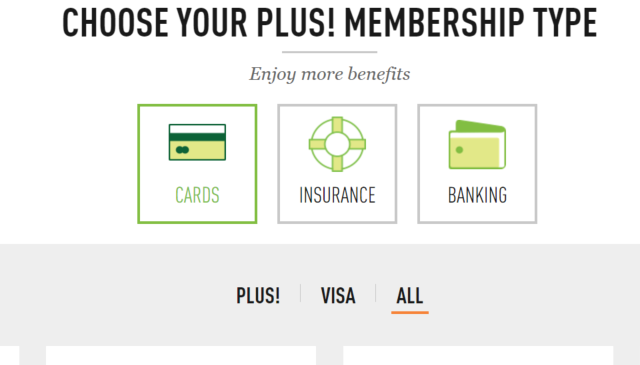 CHOOSE YOUR PLUS! MEMBERSHIP TYPE
Enjoy more benefits
CARDS INSURANCE BANKING
PLUS! VISA ALL